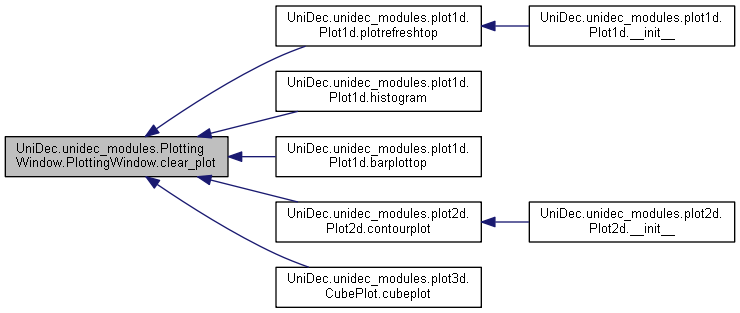 UniDec.unidec_modules.plot1d.
Plot1d.plotrefreshtop
UniDec.unidec_modules.plot1d.
Plot1d.__init__
UniDec.unidec_modules.plot1d.
Plot1d.histogram
UniDec.unidec_modules.Plotting
Window.PlottingWindow.clear_plot
UniDec.unidec_modules.plot1d.
Plot1d.barplottop
UniDec.unidec_modules.plot2d.
Plot2d.contourplot
UniDec.unidec_modules.plot2d.
Plot2d.__init__
UniDec.unidec_modules.plot3d.
CubePlot.cubeplot